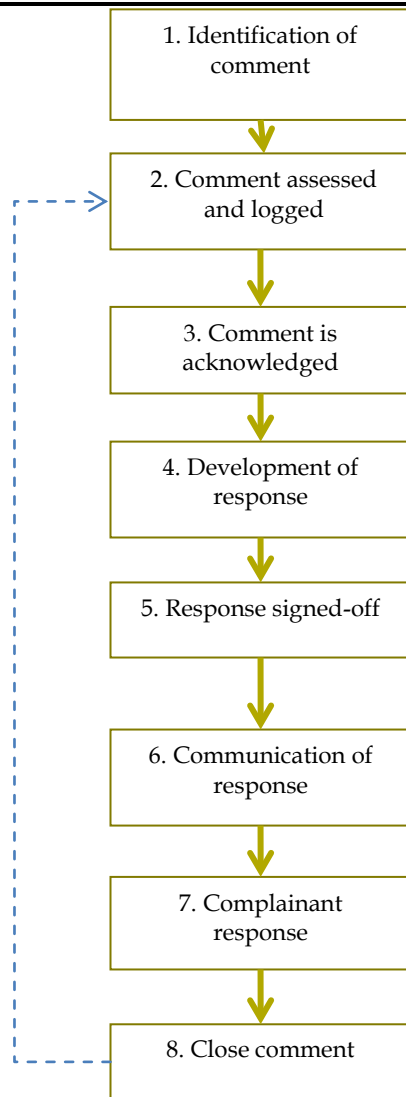 1. Identification of
comment
2. Comment assessed
and logged
3. Comment is
acknowledged
4. Development of
response
5. Response signed-off
6. Communication of
response
7. Complainant
response
8. Close comment